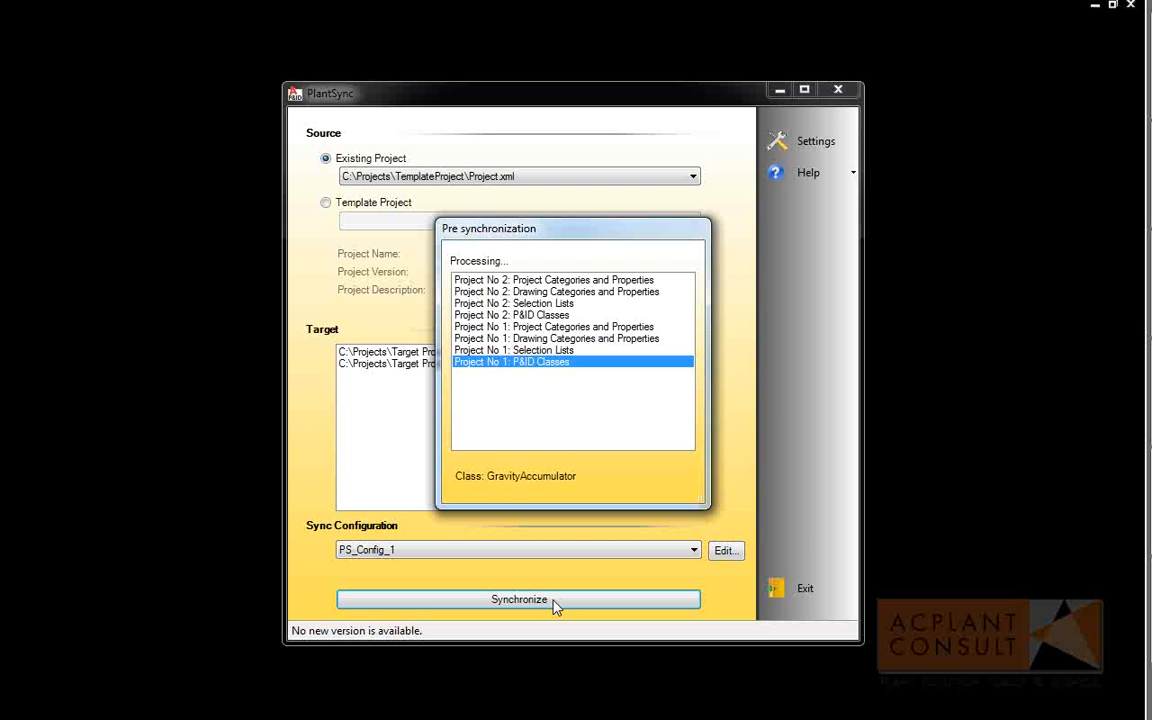 PlantSync
Source
Settings
Existing Project
C:\Projects\TemplateProject\Project.xml
Help
Template Project
Pre synchronization
Project Name:
Processing...
Project Version:
Project No 2: Project Categories and Properties
Project Description:
Project No 2: Drawing Categories and Properties
Project No 2: Selection Lists
Project No 2: P&ID Classes
Target
Project No 1: Project Categories and Properties
Project No 1: Drawing Categories and Properties
C:\Projects\Target Pro
Project No 1: Selection Lists
C:\Projects\Target Pro
Project No 1: P&ID Classes
Class: GravityAccumulator
Sync Configuration
PS_Config_1
Edit...
Exit
Synchronize
No new version is available.
ACPLANT
CONSULT